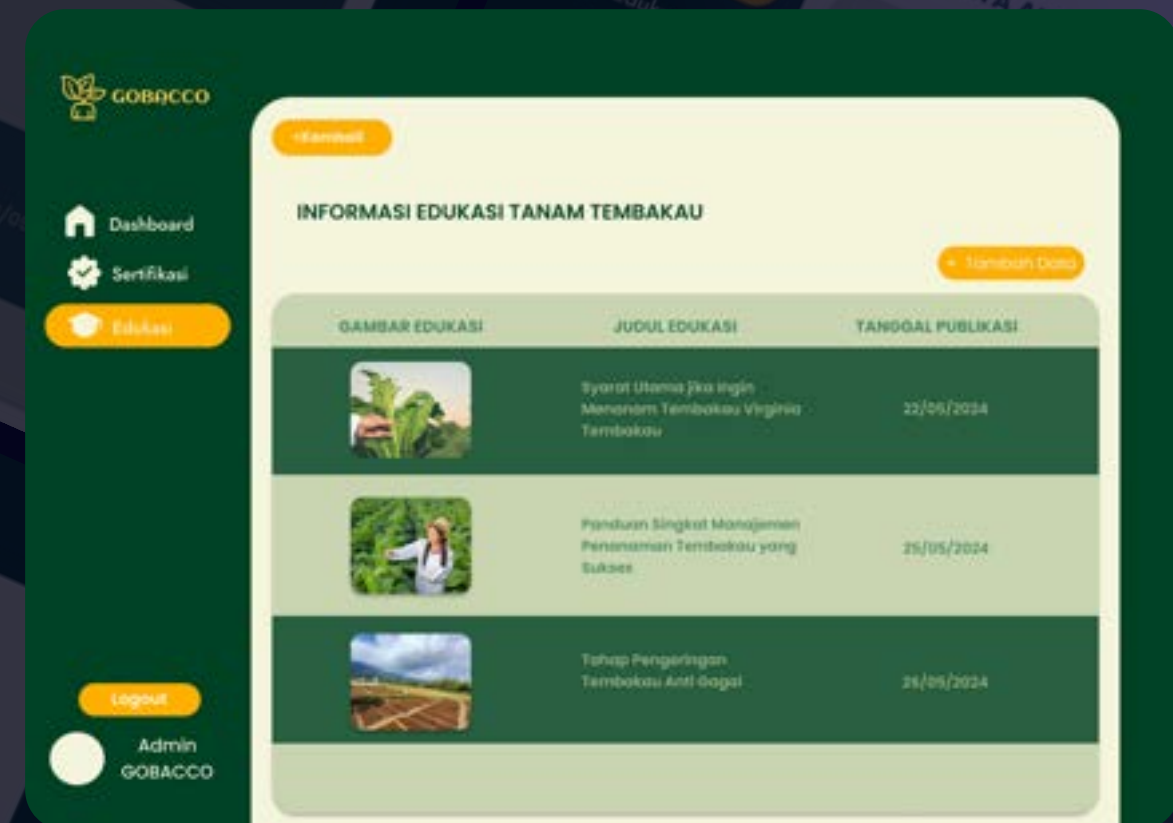 GOBACCO
<Kembali
INFORMASI EDUKASI TANAM TEMBAKAU
Dashboard
Sertifikasi
Edukasi
+ Tambah Data
GAMBAR EDUKASI
JUDUL EDUKASI
TANGGAL PUBLIKASI
Syarat Utama jika ingin
Menanam Tembakau Virginia
Tembakau
22/05/2024
Panduan Singkat Manajemen
Penanaman Tembakau yang
Sukses
25/05/2024
Tahap Pengeringan
Tembakau Anti Gagal
26/05/2024
Logout
Admin
GOBACCO